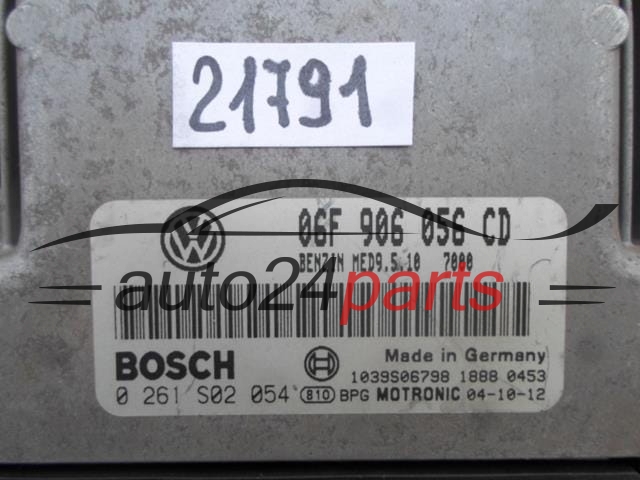 21791
06F 906 056 CD
BENZIN MED9.5.10 7000
auto24parts
BOSCH
Made in Germany
1039S06798 1888 0453
0 261 S02 054 810 BPG MOTRONIC 04-10-12